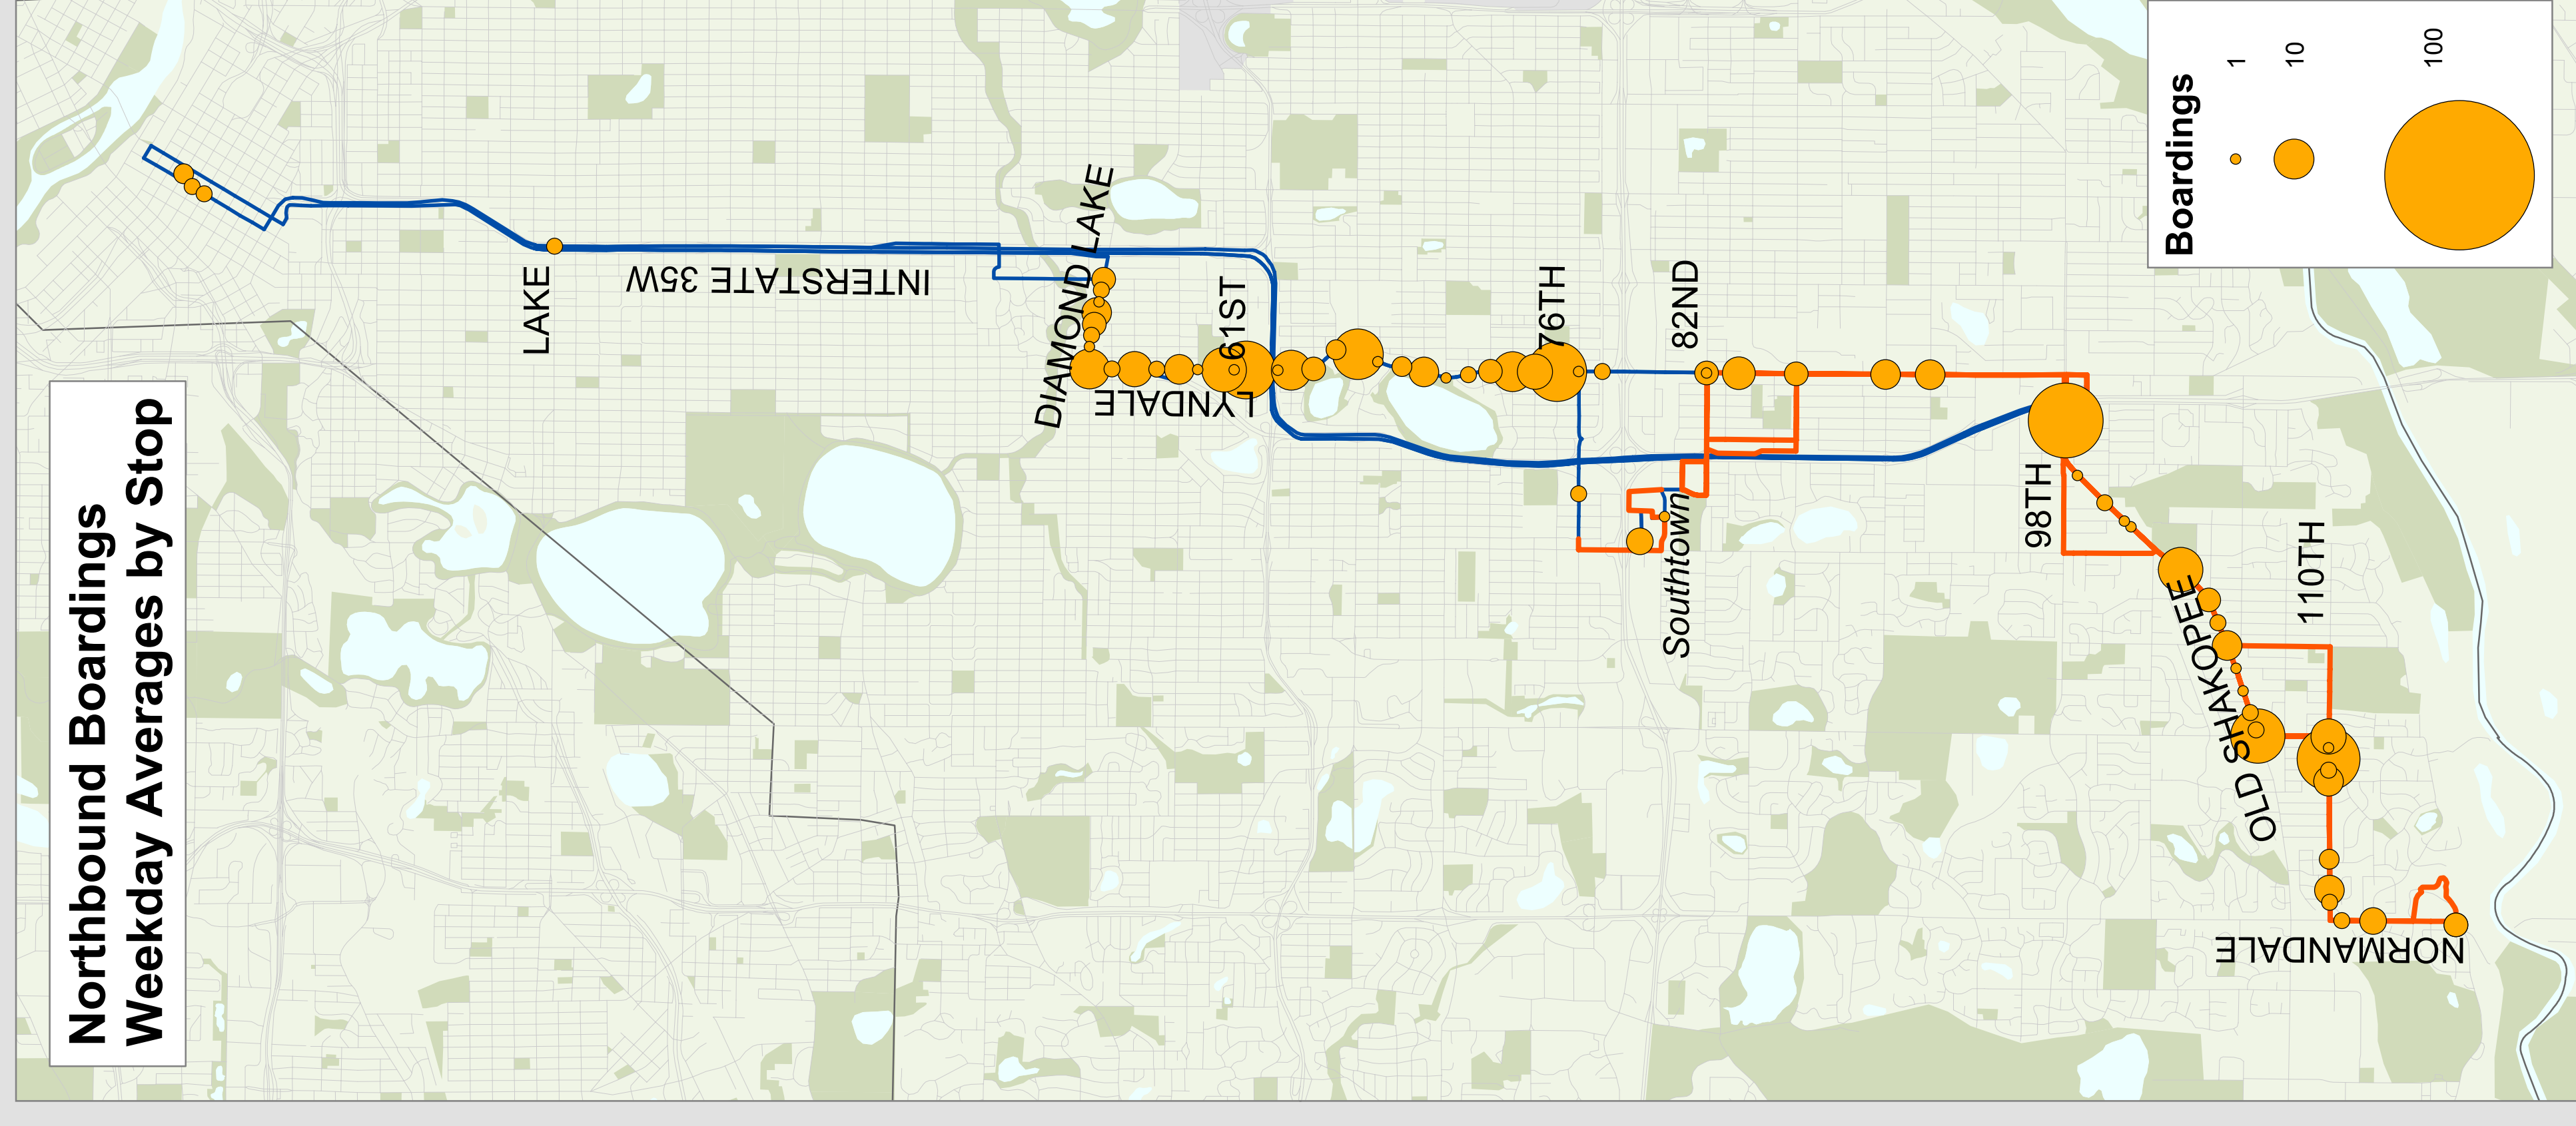 Northbound Boardings
Weekday Averages by Stop
LAKE
INTERSTATE 35W
DIAMOND LAKE
LYNDALE
61ST
76TH
82ND
Southtown
98TH
OLD SHAKOPEE
110TH
NORMANDALE
Boardings
1
10
100